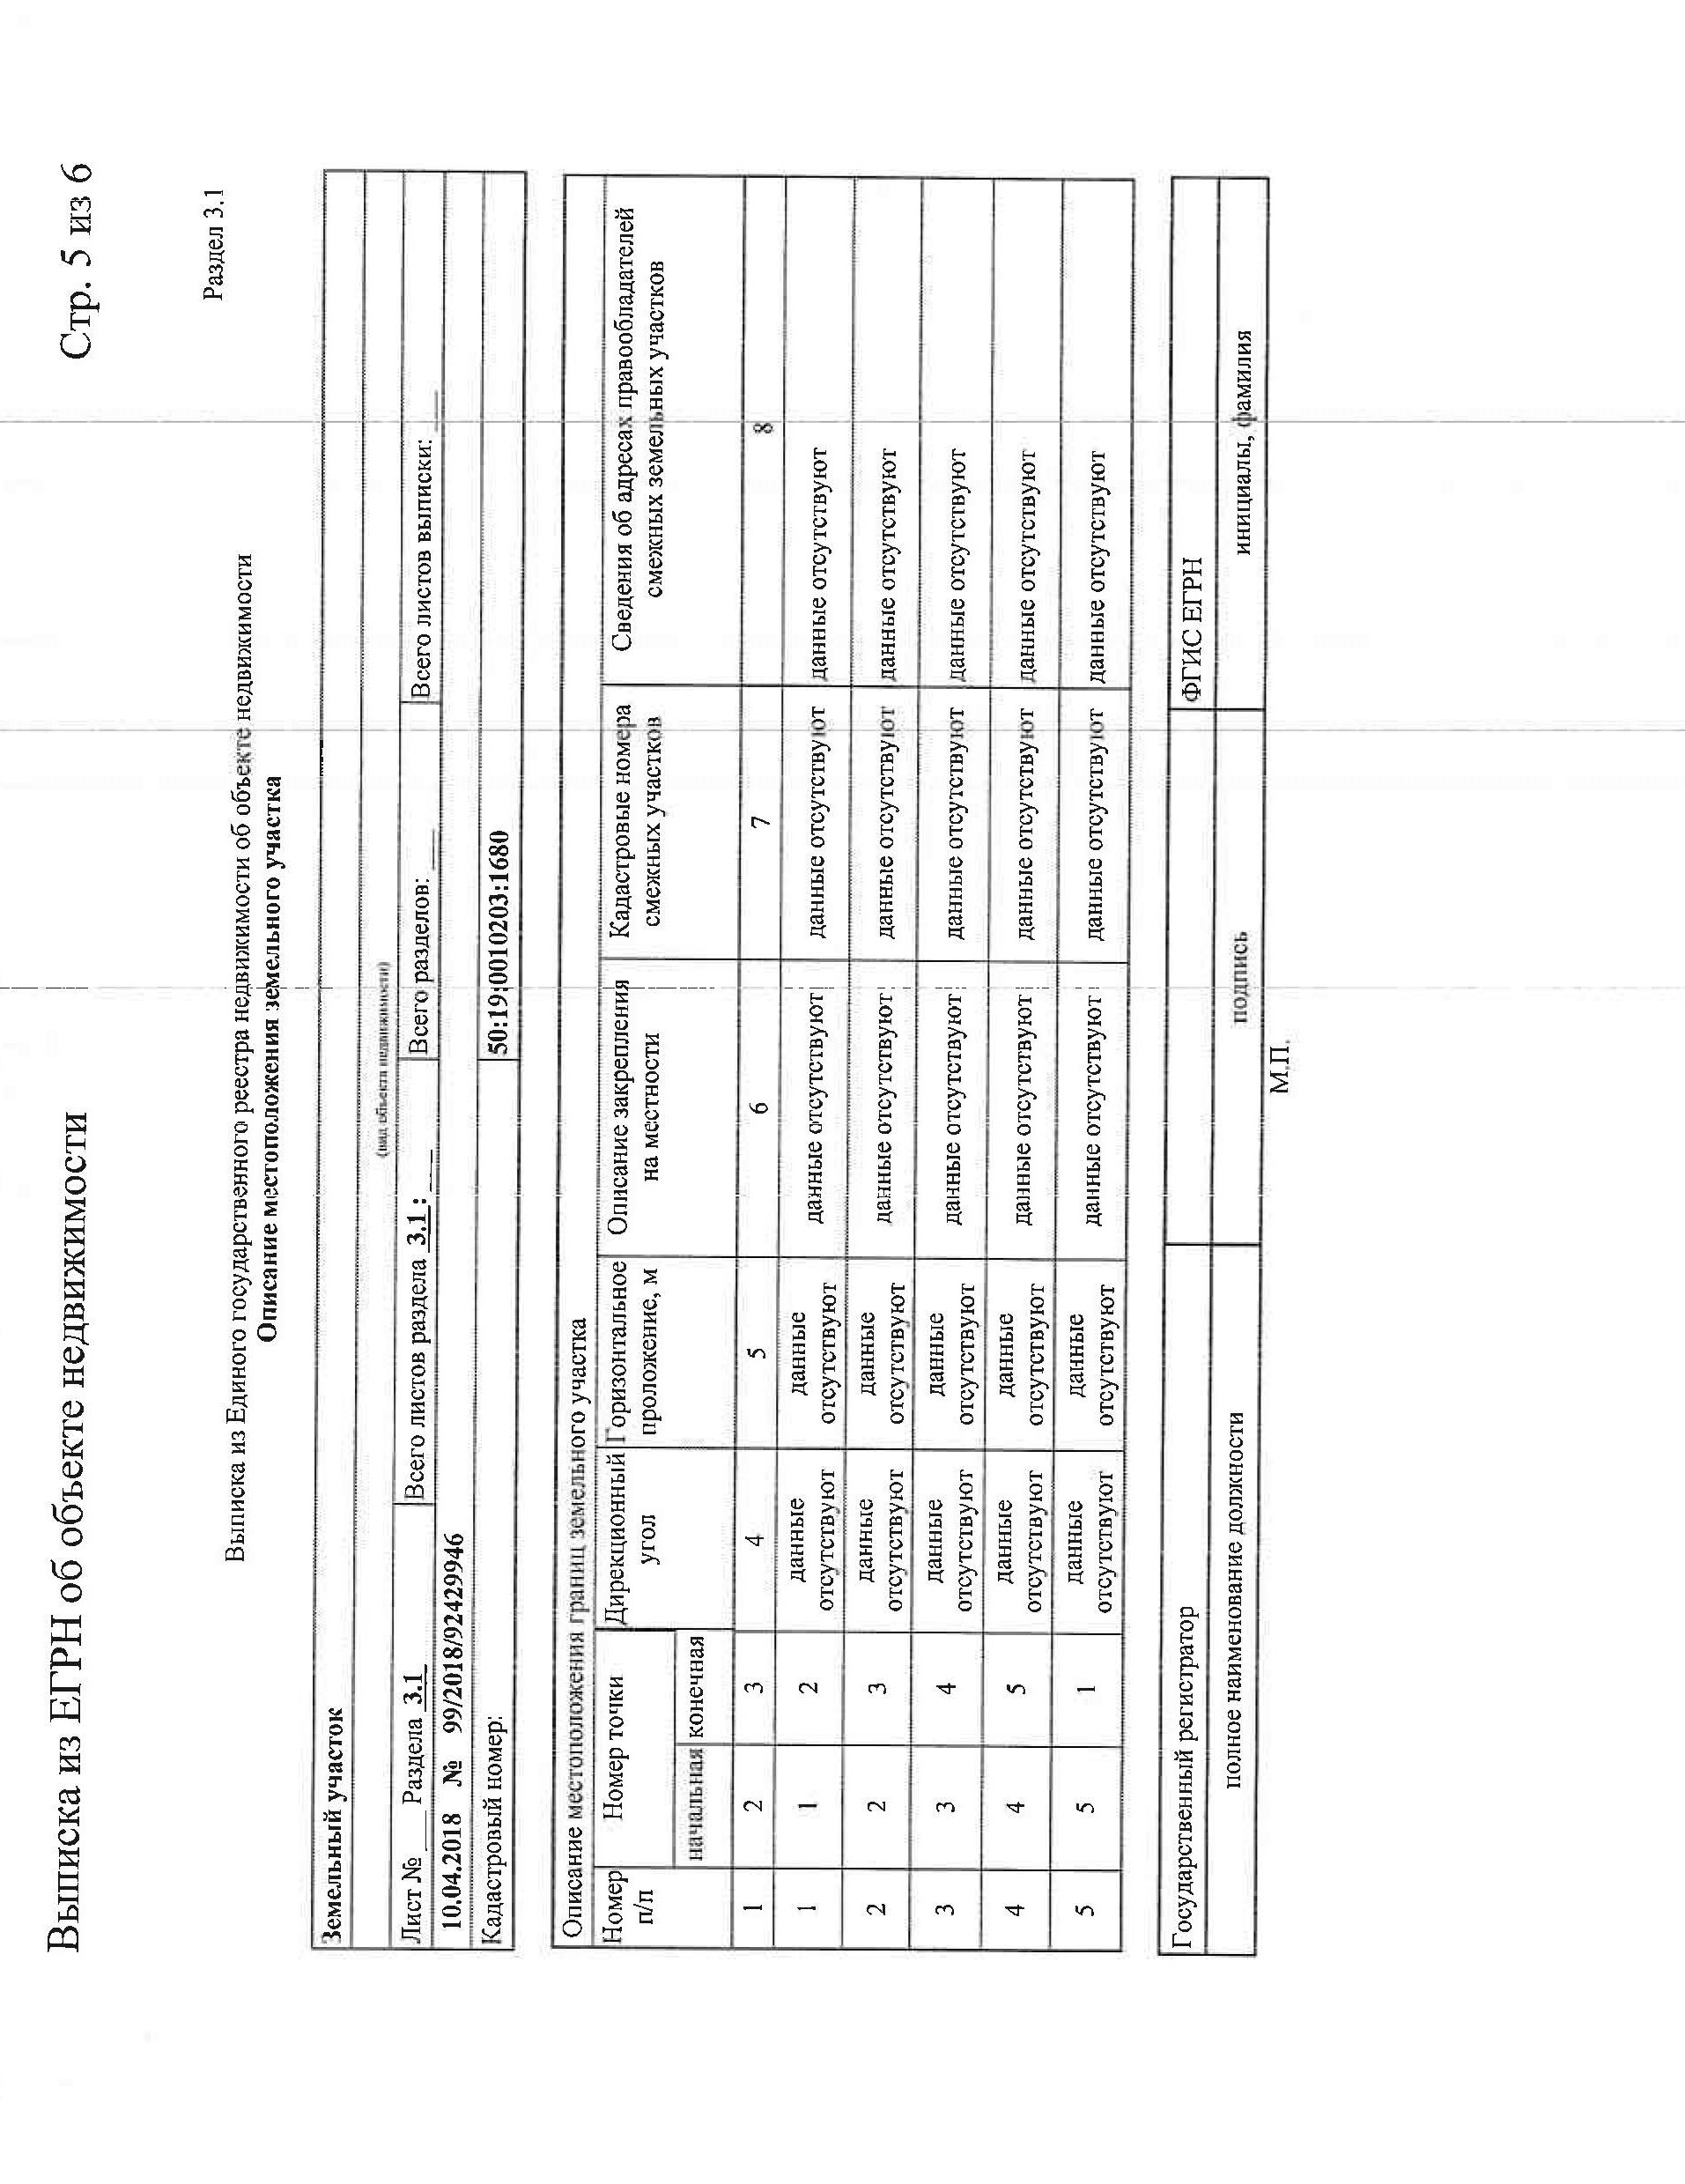 Выписка из ЕГРН об объекте недвижимости Стр. 5 из 6
Раздел 3.1
Выписка из Единого государственного реестра недвижимости об объекте недвижимости
Описание местоположения земельного участка
Земельный участок
(вид объекта недвижимости)
Лист № ___ Раздела 3.1 Всего листов раздела 3.1 : ___ Всего разделов: ___ Всего листов выписки: ___
10.04.2018 № 99/2018/92429946
Кадастровый номер: 50:19:0010203:1680
Описание местоположения границ земельного участка
Номер п/п Номер точки Дирекционный угол Горизонтальное проложение, м Описание закрепления на местности Кадастровые номера смежных участков Сведения об адресах правообладателей смежных земельных участков
начальная конечная
1 2 3 4 5 6 7 8
1 1 2 данные отсутствуют данные отсутствуют данные отсутствуют данные отсутствуют данные отсутствуют
2 2 3 данные отсутствуют данные отсутствуют данные отсутствуют данные отсутствуют данные отсутствуют
3 3 4 данные отсутствуют данные отсутствуют данные отсутствуют данные отсутствуют данные отсутствуют
4 4 5 данные отсутствуют данные отсутствуют данные отсутствуют данные отсутствуют данные отсутствуют
5 5 1 данные отсутствуют данные отсутствуют данные отсутствуют данные отсутствуют данные отсутствуют
Государственный регистратор ФГИС ЕГРН
полное наименование должности подпись инициалы, фамилия
М.П.